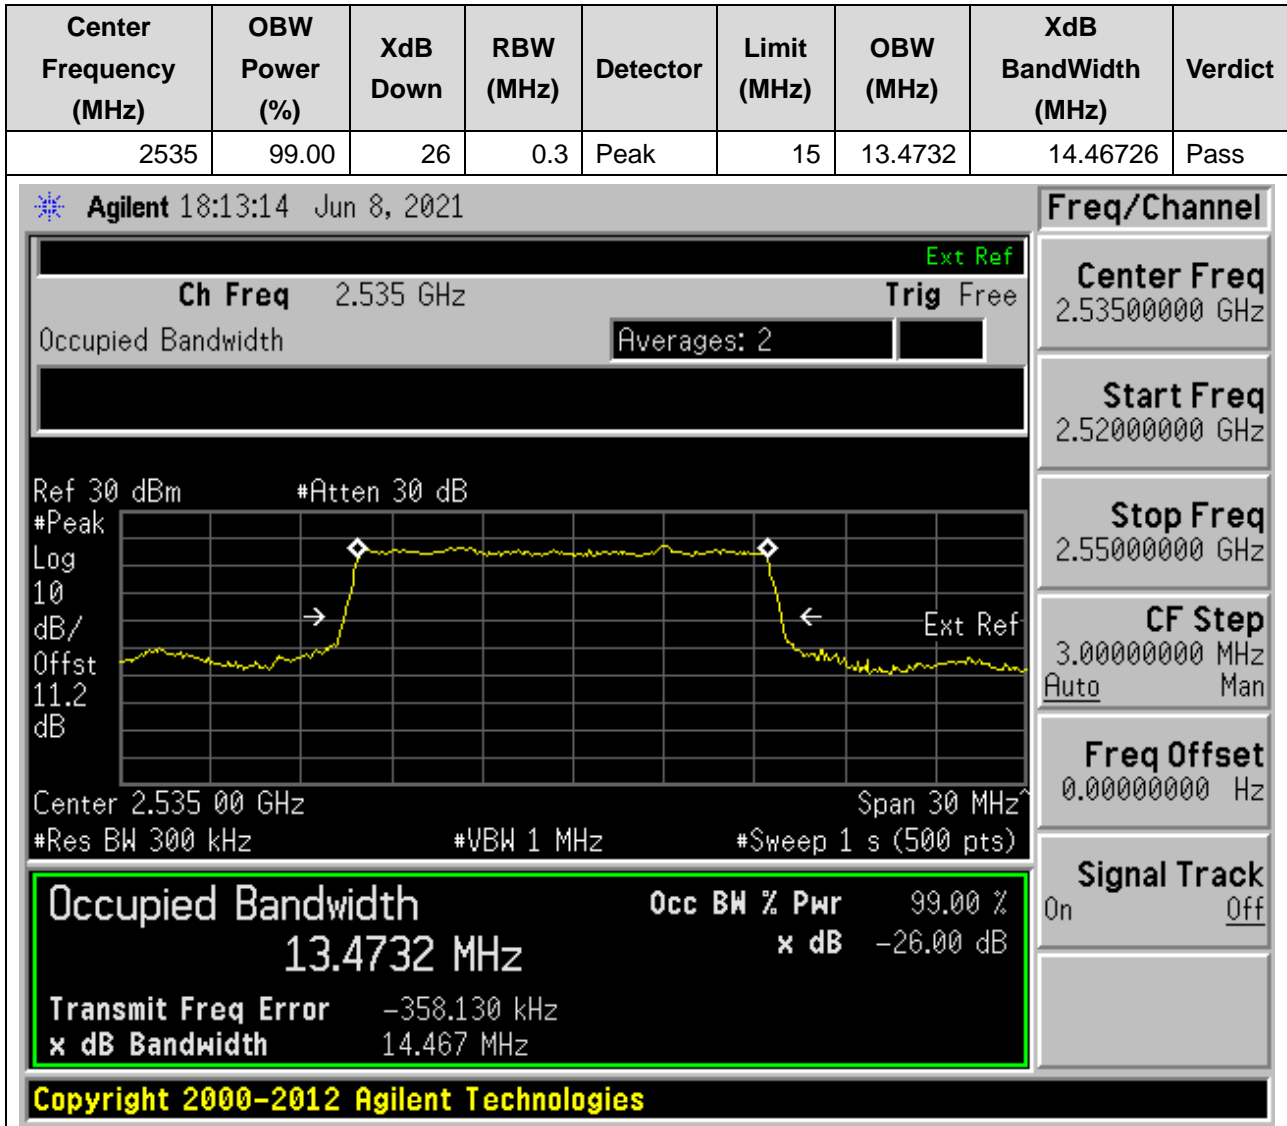 Center Frequency (MHz) OBW Power (%) XdB Down RBW (MHz) Detector Limit (MHz) OBW (MHz) XdB BandWidth (MHz) Verdict
2535 99.00 26 0.3 Peak 15 13.4732 14.46726 Pass
Agilent 18:13:14 Jun 8, 2021
Freq/Channel
Ext Ref
Ch Freq 2.535 GHz Trig Free
Occupied Bandwidth Averages: 2
Center Freq
2.53500000 GHz
Start Freq
2.52000000 GHz
Stop Freq
2.55000000 GHz
CF Step
3.00000000 MHz
Auto Man
Freq Offset
0.00000000 Hz
Signal Track
On Off
Ref 30 dBm #Atten 30 dB
#Peak
Log
10
dB/
Offst
11.2
dB
Ext Ref
Center 2.535 00 GHz Span 30 MHz^
#Res BW 300 kHz #VBW 1 MHz #Sweep 1 s (500 pts)
Occupied Bandwidth Occ BW % Pwr 99.00 %
13.4732 MHz x dB -26.00 dB
Transmit Freq Error -358.130 kHz
x dB Bandwidth 14.467 MHz
Copyright 2000-2012 Agilent Technologies